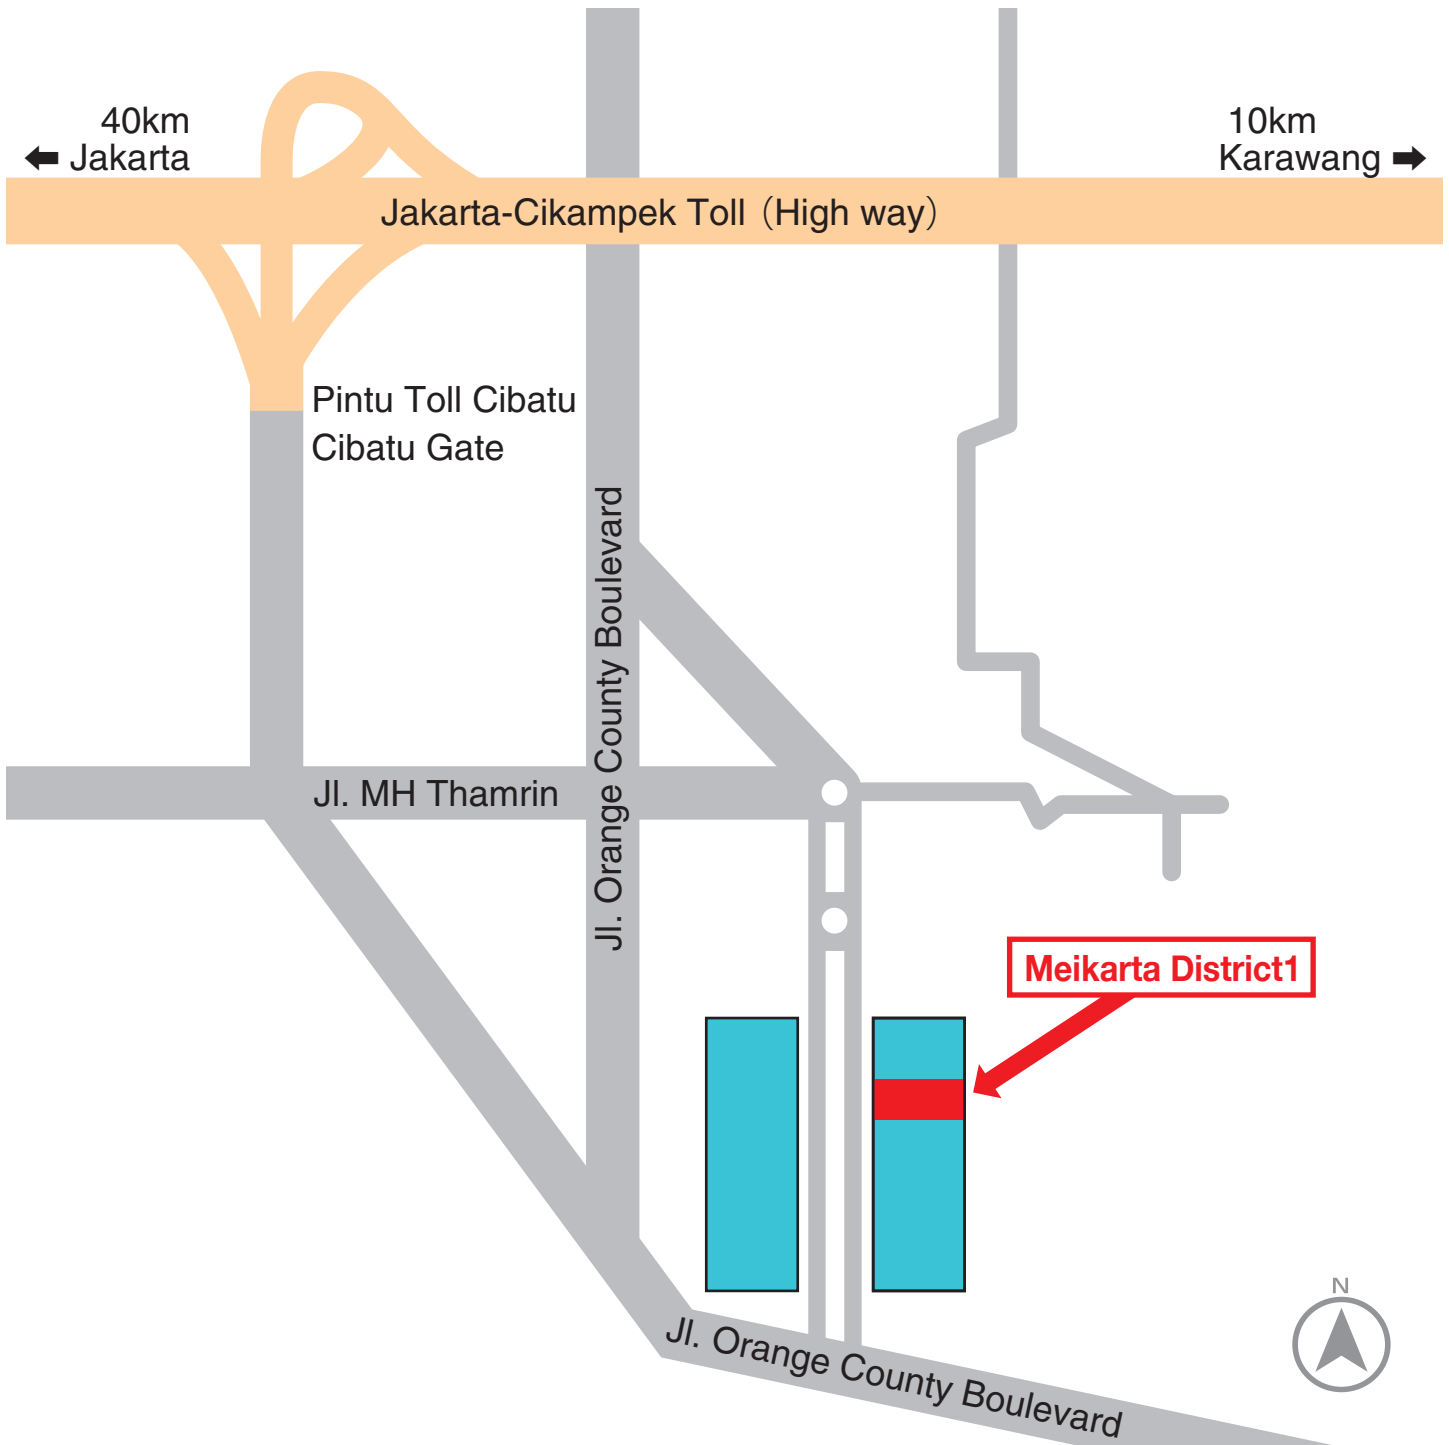 40km
Jakarta
10km
Karawang
Jakarta-Cikampek Toll（High way）
Pintu Toll Cibatu
Cibatu Gate
Jl. Orange County Boulevard
Jl. MH Thamrin
Meikarta District1
N
Jl. Orange County Boulevard